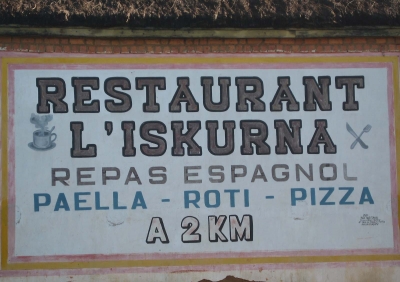 RESTAURANT
L'ISKURNA
REPAS ESPAGNOL
PAELLA - ROTI - PIZZA
A 2 KM